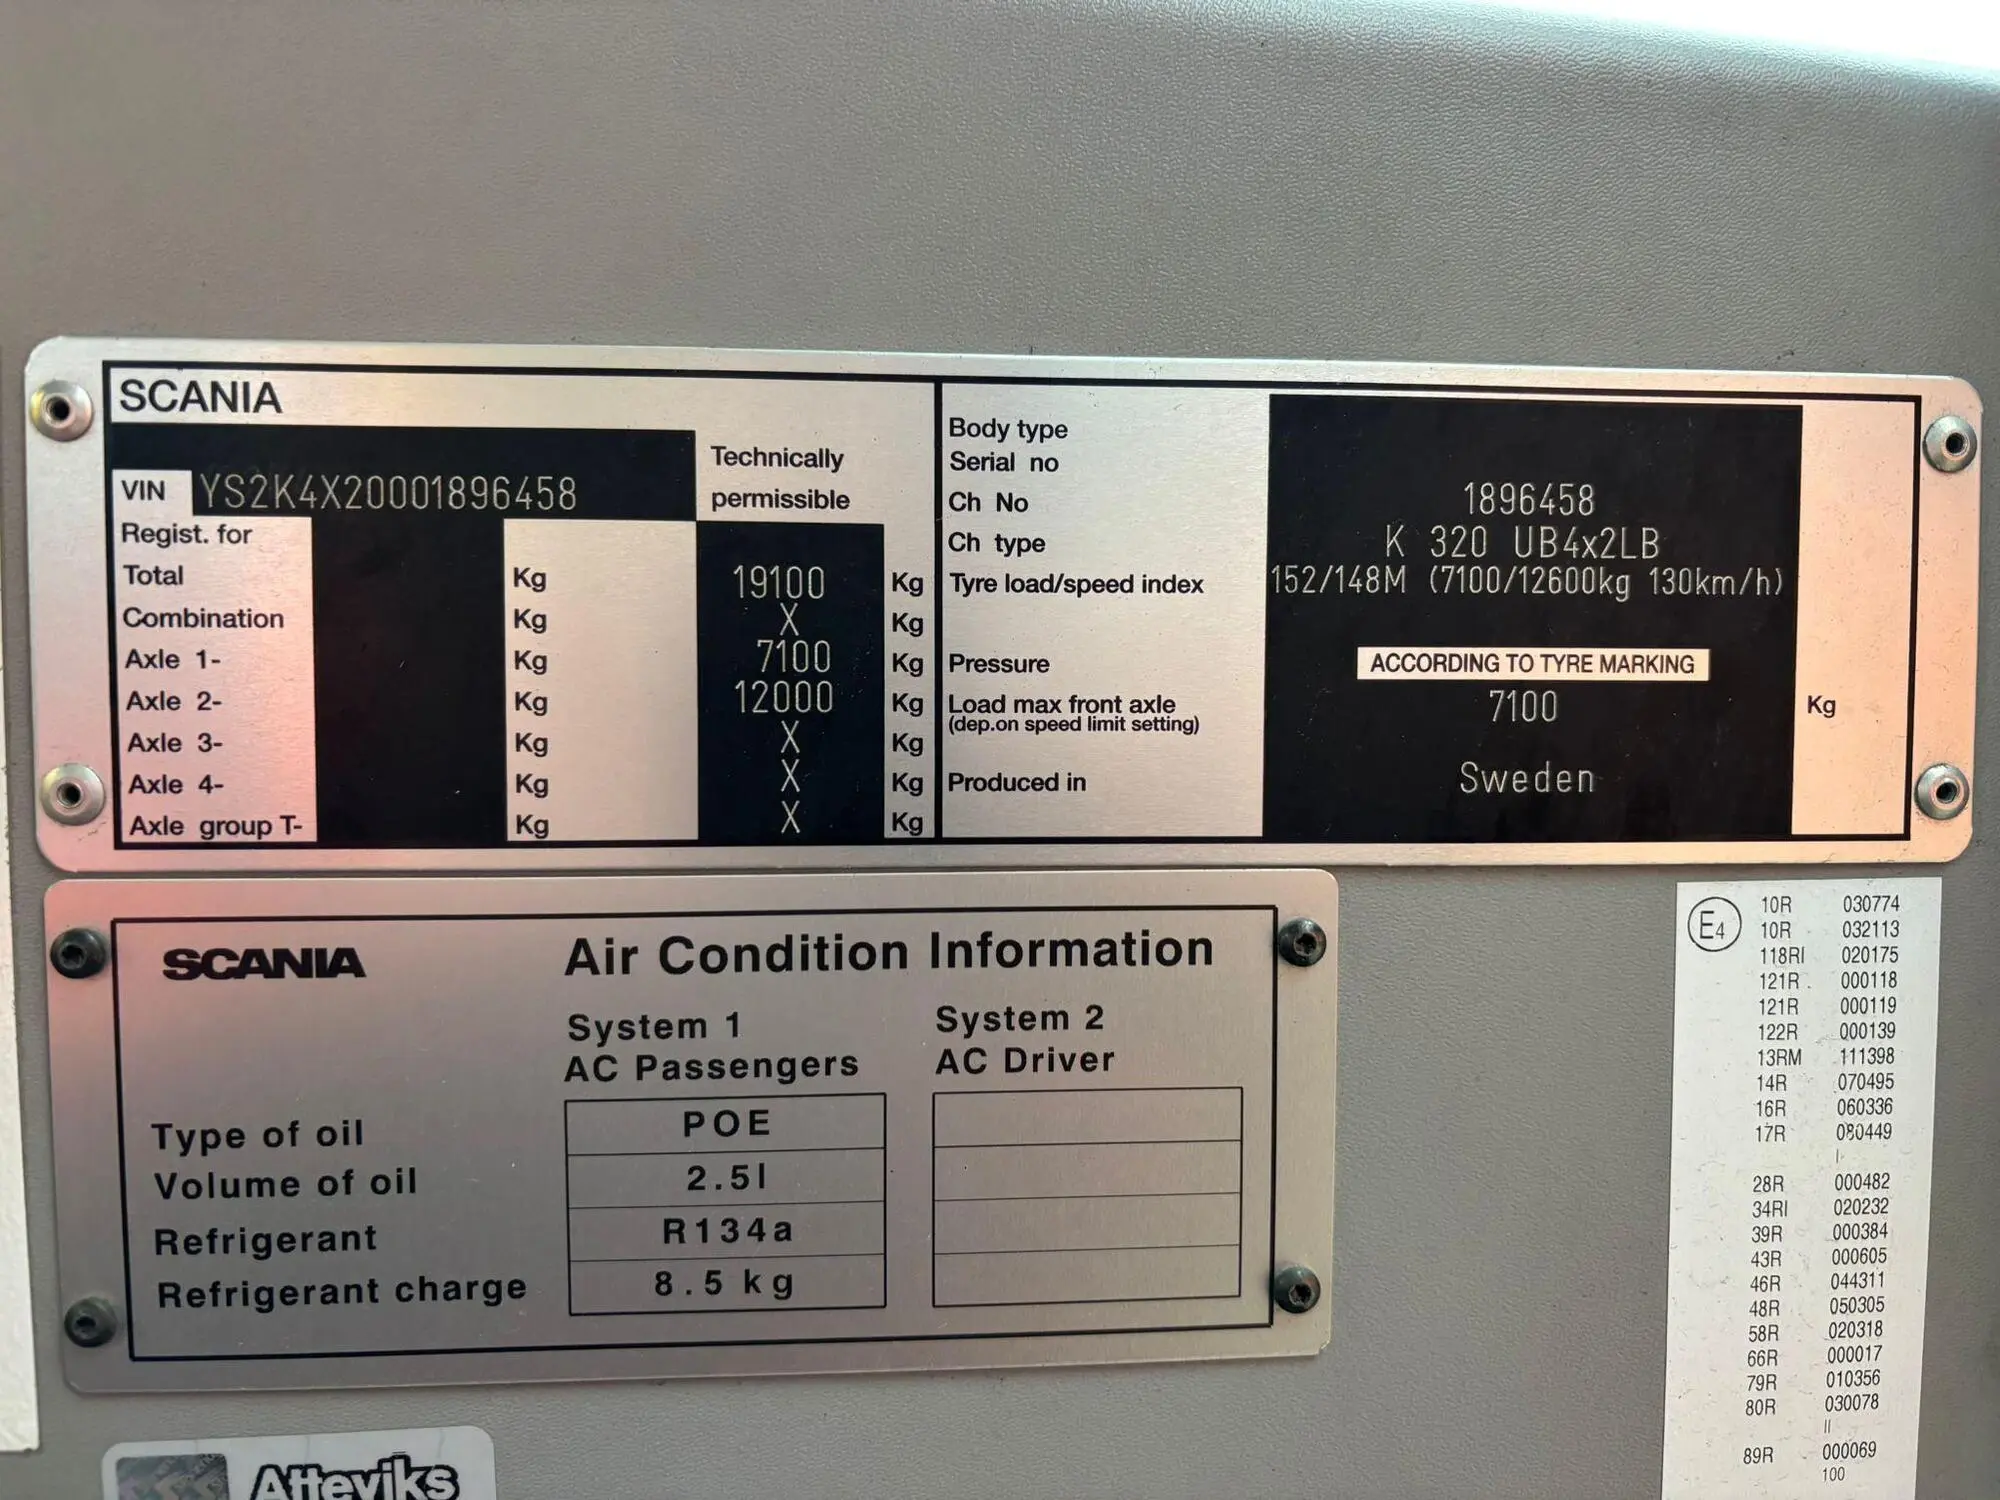 SCANIA
VIN YS2K4X20001896458
Technically
permissible
Regist. for
Total Kg 19100 Kg
Combination Kg X Kg
Axle 1- Kg 7100 Kg
Axle 2- Kg 12000 Kg
Axle 3- Kg X Kg
Axle 4- Kg X Kg
Axle group T- Kg X Kg
Body type
Serial no
Ch No 1896458
Ch type K 320 UB4x2LB
Tyre load/speed index 152/148M (7100/12600kg 130km/h)
Pressure ACCORDING TO TYRE MARKING
Load max front axle 7100 Kg
(dep.on speed limit setting)
Produced in Sweden
SCANIA Air Condition Information
System 1 System 2
AC Passengers AC Driver
Type of oil POE
Volume of oil 2.5l
Refrigerant R134a
Refrigerant charge 8.5 kg
E4
10R 030774
10R 032113
118RI 020175
121R 000118
121R 000119
122R 000139
13RM 111398
14R 070495
16R 060336
17R 080449
I
28R 000482
34RI 020232
39R 000384
43R 000605
46R 044311
48R 050305
58R 020318
66R 000017
79R 010356
80R 030078
II
89R 000069
100
Atteviks